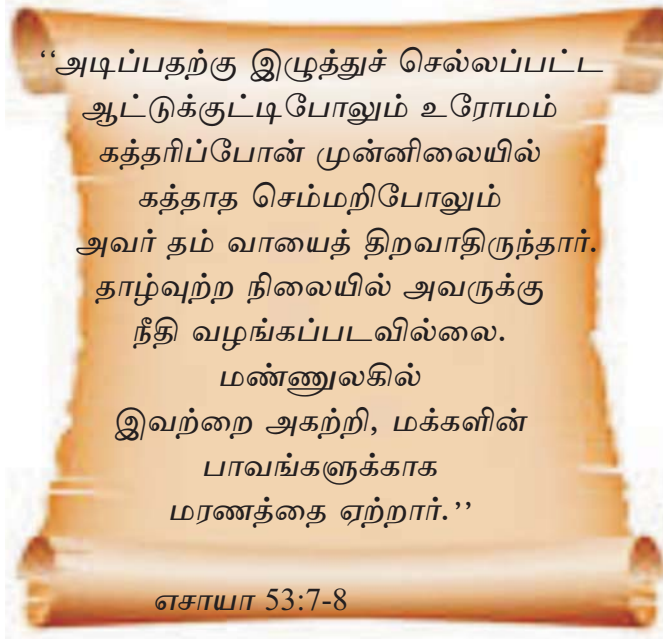 ‘‘அடிப்பதற்கு இழுத்துச் செல்லப்பட்ட
ஆட்டுக்குட்டிபோலும் உரோமம்
கத்தரிப்போன் முன்னிலையில்
கத்தாத செம்மறிபோலும்
அவர் தம் வாயைத் திறவாதிருந்தார்.
தாழ்வுற்ற நிலையில் அவருக்கு
நீதி வழங்கப்படவில்லை.
மண்ணுலகில்
இவற்றை அகற்றி, மக்களின்
பாவங்களுக்காக
மரணத்தை ஏற்றார்.’’
எசாயா 53:7-8